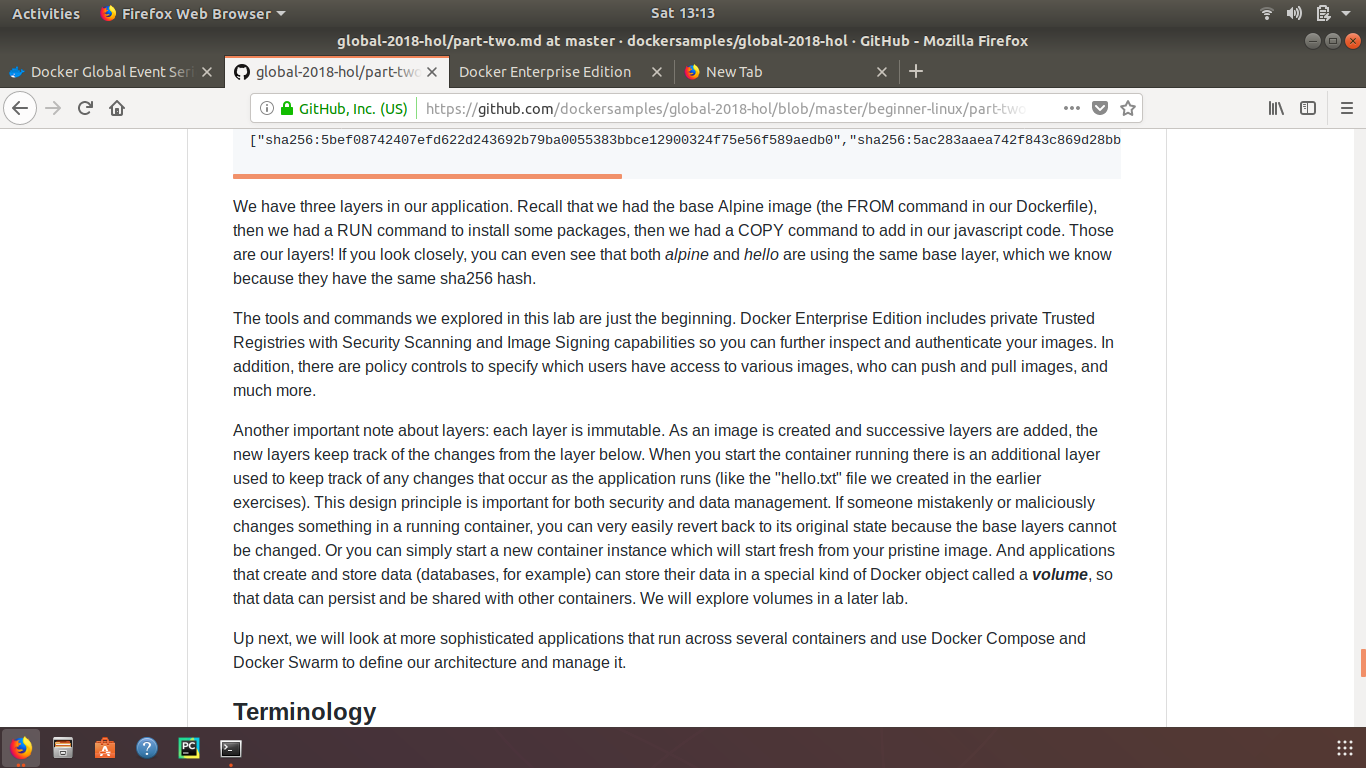 Activities
Firefox Web Browser
Sat 13:13
global-2018-hol/part-two.md at master · dockersamples/global-2018-hol · GitHub - Mozilla Firefox
Docker Global Event Seri
global-2018-hol/part-two
Docker Enterprise Edition
New Tab
GitHub, Inc. (US)
https://github.com/dockersamples/global-2018-hol/blob/master/beginner-linux/part-two
["sha256:5bef08742407efd622d243692b79ba0055383bbce12900324f75e56f589aedb0","sha256:5ac283aaea742f843c869d28bb
We have three layers in our application. Recall that we had the base Alpine image (the FROM command in our Dockerfile),
then we had a RUN command to install some packages, then we had a COPY command to add in our javascript code. Those
are our layers! If you look closely, you can even see that both alpine and hello are using the same base layer, which we know
because they have the same sha256 hash.
The tools and commands we explored in this lab are just the beginning. Docker Enterprise Edition includes private Trusted
Registries with Security Scanning and Image Signing capabilities so you can further inspect and authenticate your images. In
addition, there are policy controls to specify which users have access to various images, who can push and pull images, and
much more.
Another important note about layers: each layer is immutable. As an image is created and successive layers are added, the
new layers keep track of the changes from the layer below. When you start the container running there is an additional layer
used to keep track of any changes that occur as the application runs (like the "hello.txt" file we created in the earlier
exercises). This design principle is important for both security and data management. If someone mistakenly or maliciously
changes something in a running container, you can very easily revert back to its original state because the base layers cannot
be changed. Or you can simply start a new container instance which will start fresh from your pristine image. And applications
that create and store data (databases, for example) can store their data in a special kind of Docker object called a volume, so
that data can persist and be shared with other containers. We will explore volumes in a later lab.
Up next, we will look at more sophisticated applications that run across several containers and use Docker Compose and
Docker Swarm to define our architecture and manage it.
Terminology
PC